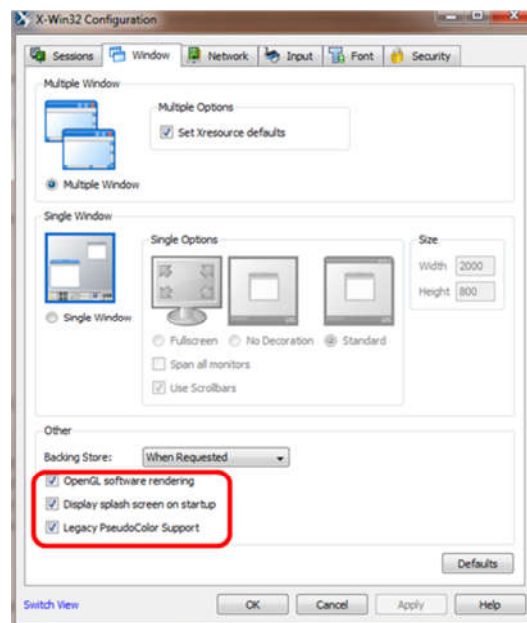 X-Win32 Configuration
Sessions Window Network Input Font Security
Multiple Window
Multiple Options
Set Xresource defaults
Multiple Window
Single Window
Single Options
Size
Width 2000
Height 800
Single Window
Fullscreen No Decoration Standard
Span all monitors
Use Scrollbars
Other
Backing Store: When Requested
OpenGL software rendering
Display splash screen on startup
Legacy PseudoColor Support
Defaults
Switch View OK Cancel Apply Help